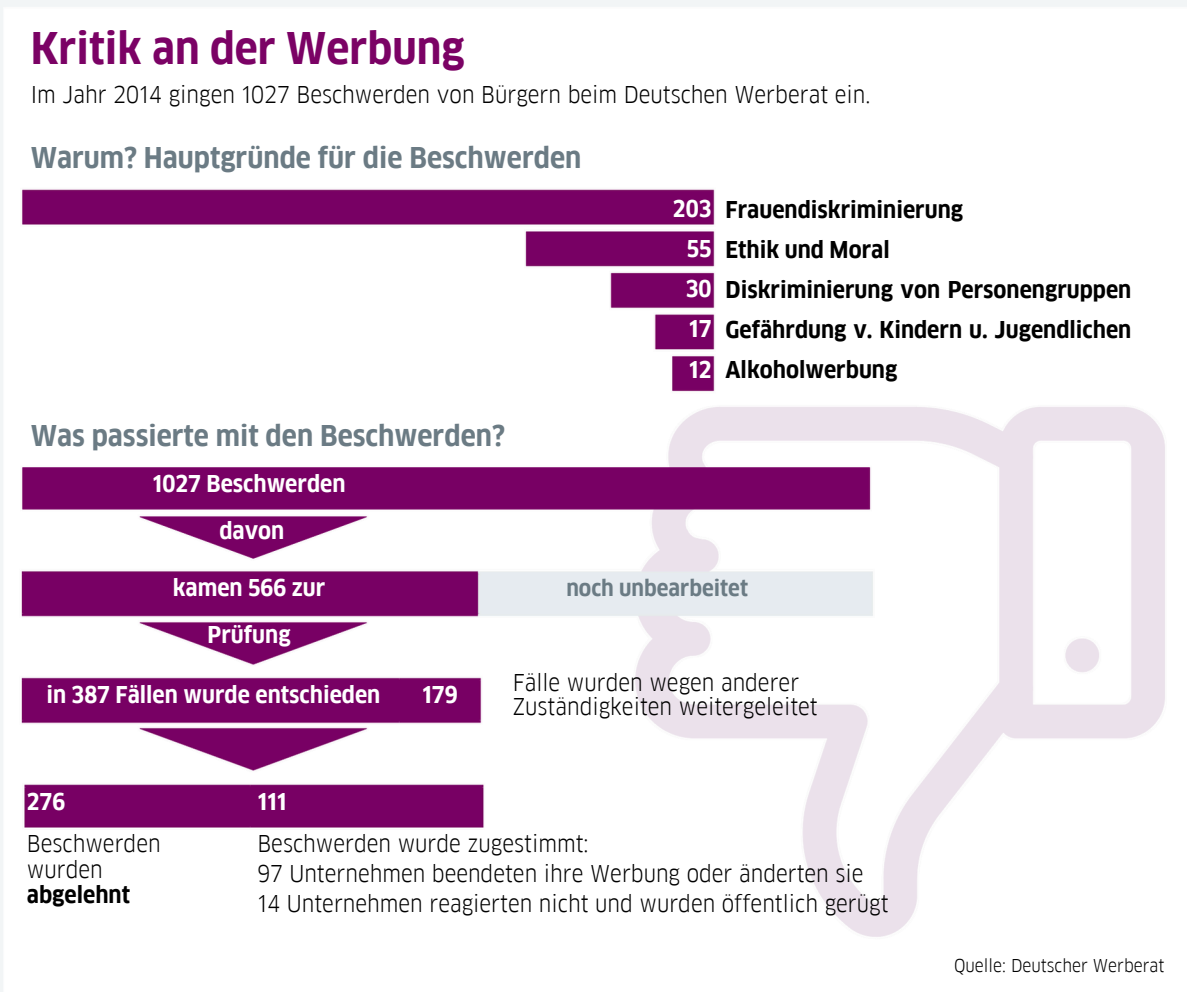 Kritik an der Werbung
Im Jahr 2014 gingen 1027 Beschwerden von Bürgern beim Deutschen Werberat ein.
Warum? Hauptgründe für die Beschwerden
203 Frauendiskriminierung
55 Ethik und Moral
30 Diskriminierung von Personengruppen
17 Gefährdung v. Kindern u. Jugendlichen
12 Alkoholwerbung
Was passierte mit den Beschwerden?
1027 Beschwerden
davon
kamen 566 zur
noch unbearbeitet
Prüfung
in 387 Fällen wurde entschieden 179
Fälle wurden wegen anderer
Zuständigkeiten weitergeleitet
276
Beschwerden
wurden
abgelehnt
111
Beschwerden wurde zugestimmt:
97 Unternehmen beendeten ihre Werbung oder änderten sie
14 Unternehmen reagierten nicht und wurden öffentlich gerügt
Quelle: Deutscher Werberat